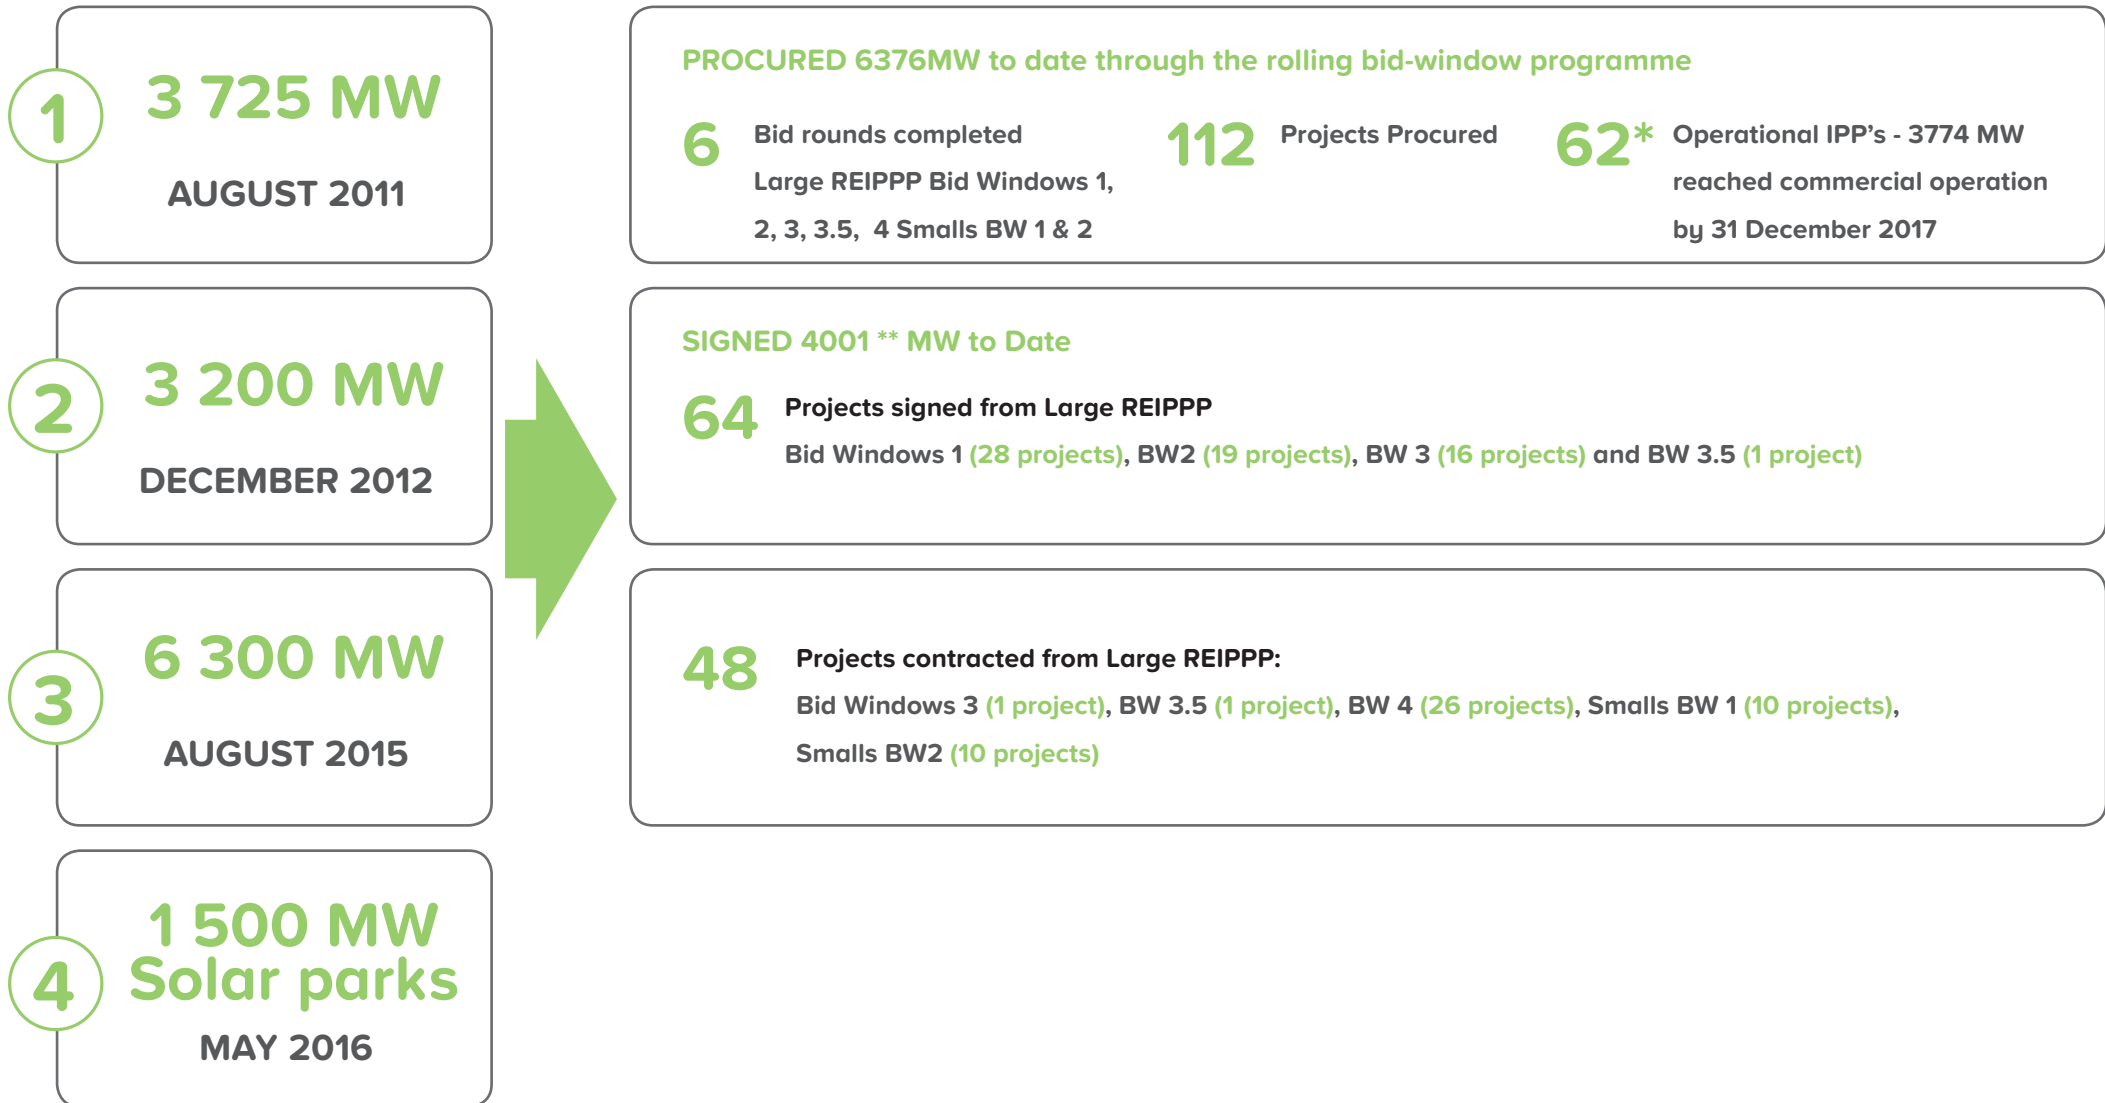 1
3 725 MW
AUGUST 2011
2
3 200 MW
DECEMBER 2012
3
6 300 MW
AUGUST 2015
4
1 500 MW
Solar parks
MAY 2016
PROCURED 6376MW to date through the rolling bid-window programme
6
Bid rounds completed
Large REIPPP Bid Windows 1,
2, 3, 3.5, 4 Smalls BW 1 & 2
112
Projects Procured
62*
Operational IPP's - 3774 MW
reached commercial operation
by 31 December 2017
SIGNED 4001 ** MW to Date
64
Projects signed from Large REIPPP
Bid Windows 1 (28 projects), BW2 (19 projects), BW 3 (16 projects) and BW 3.5 (1 project)
48
Projects contracted from Large REIPPP:
Bid Windows 3 (1 project), BW 3.5 (1 project), BW 4 (26 projects), Smalls BW 1 (10 projects),
Smalls BW2 (10 projects)